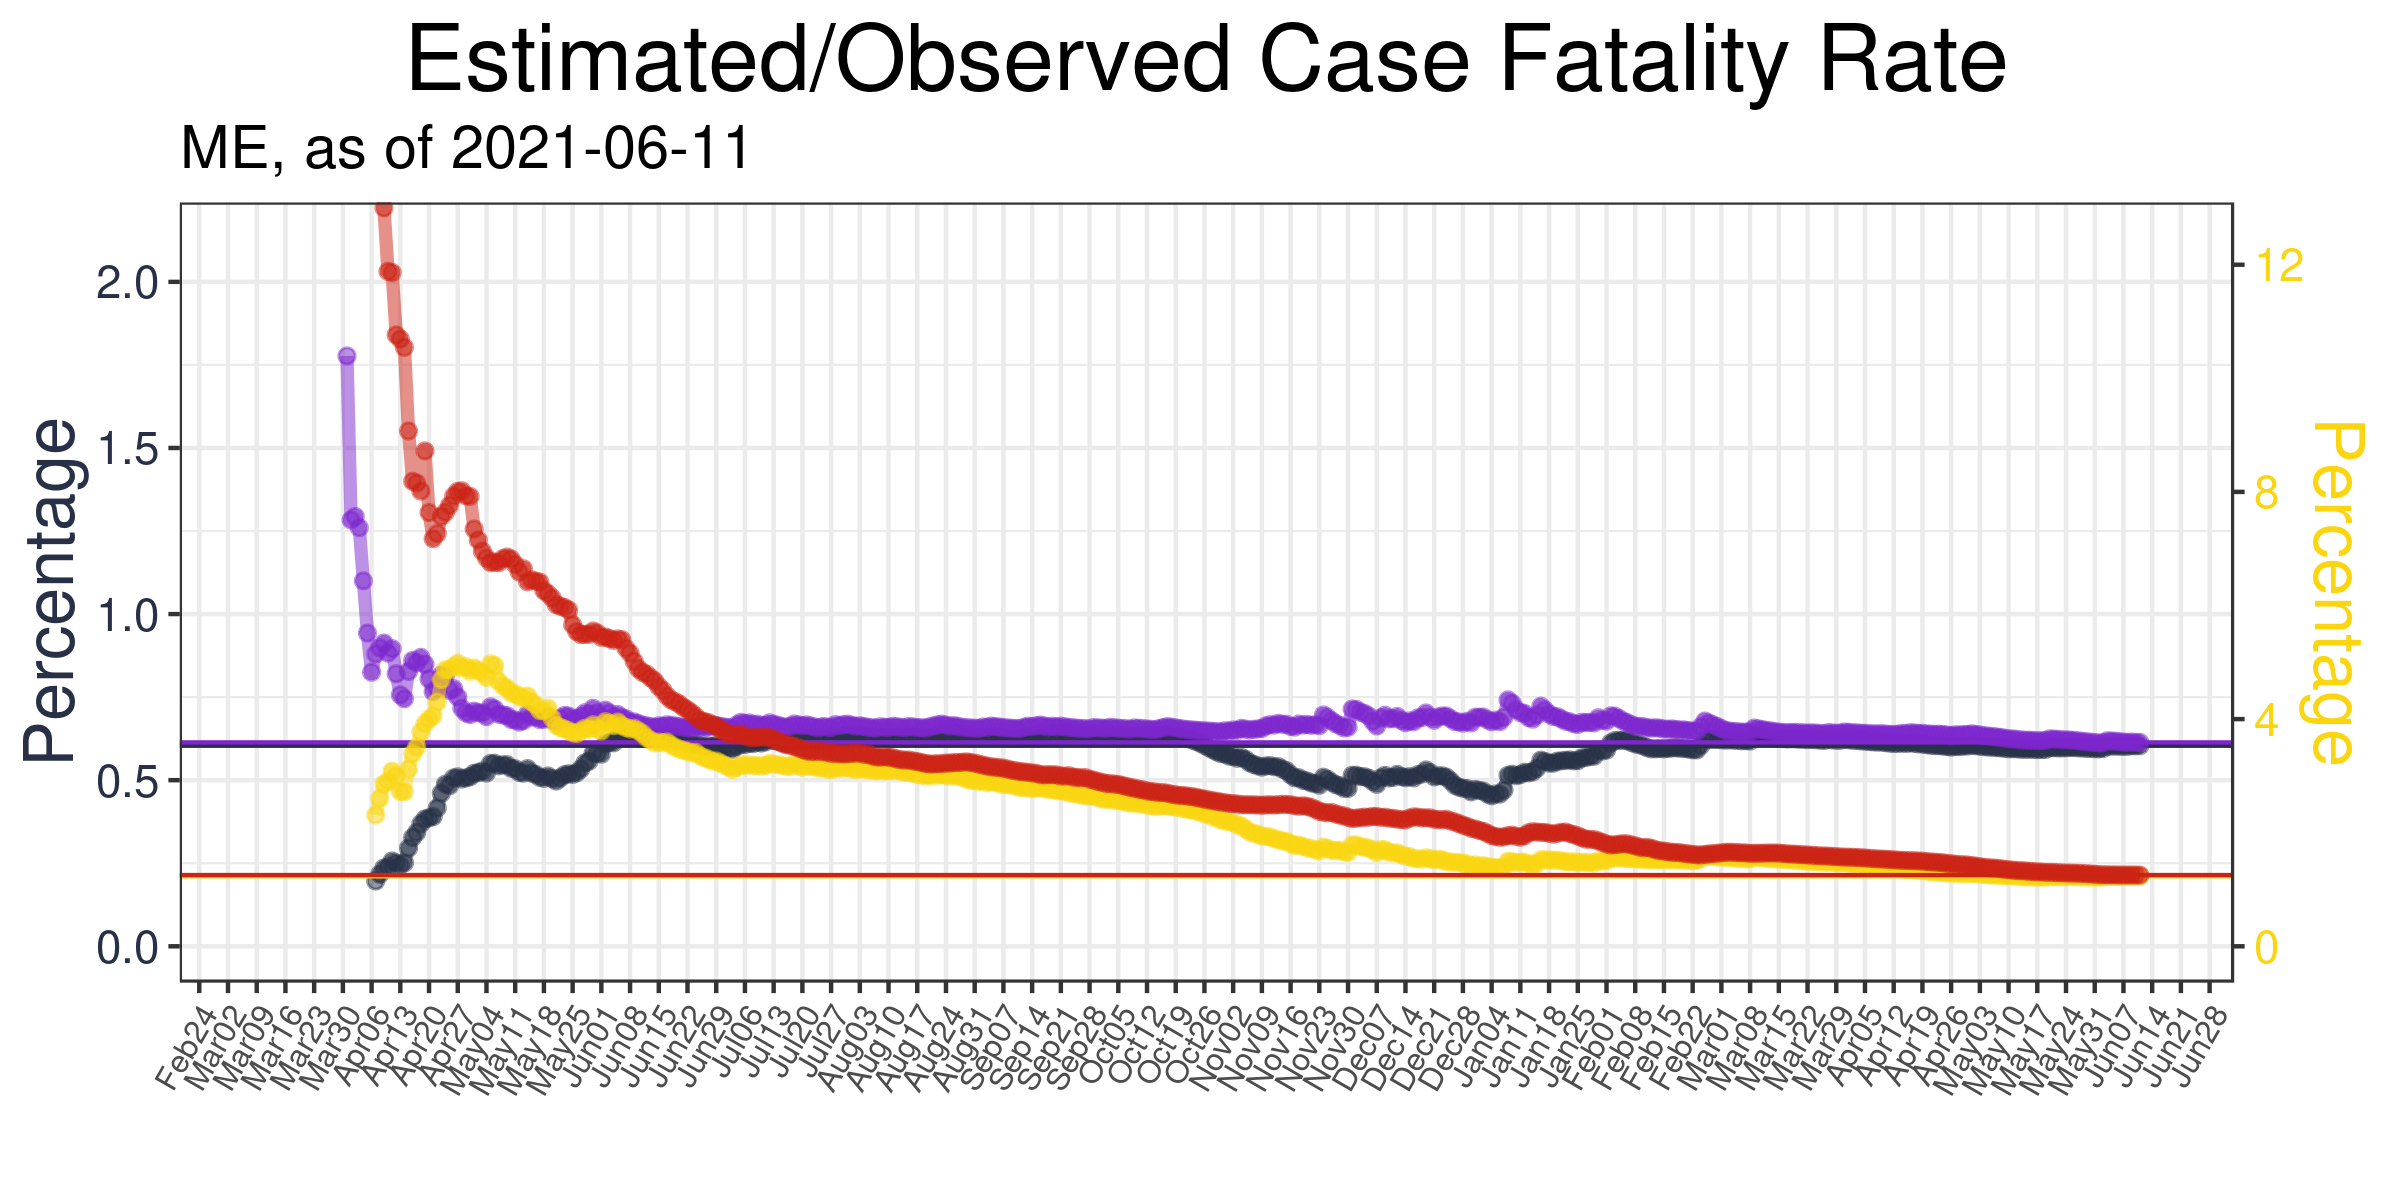 Estimated/Observed Case Fatality Rate
ME, as of 2021-06-11
Percentage
2.0
1.5
1.0
0.5
0.0
12
8
4
0
Percentage
Feb24
Mar02
Mar09
Mar16
Mar23
Mar30
Apr06
Apr13
Apr20
Apr27
May04
May11
May18
May25
Jun01
Jun08
Jun15
Jun22
Jun29
Jul06
Jul13
Jul20
Jul27
Aug03
Aug10
Aug17
Aug24
Aug31
Sep07
Sep14
Sep21
Sep28
Oct05
Oct12
Oct19
Oct26
Nov02
Nov09
Nov16
Nov23
Nov30
Dec07
Dec14
Dec21
Dec28
Jan04
Jan11
Jan18
Jan25
Feb01
Feb08
Feb15
Feb22
Mar01
Mar08
Mar15
Mar22
Mar29
Apr05
Apr12
Apr19
Apr26
May03
May10
May17
May24
May31
Jun07
Jun14
Jun21
Jun28